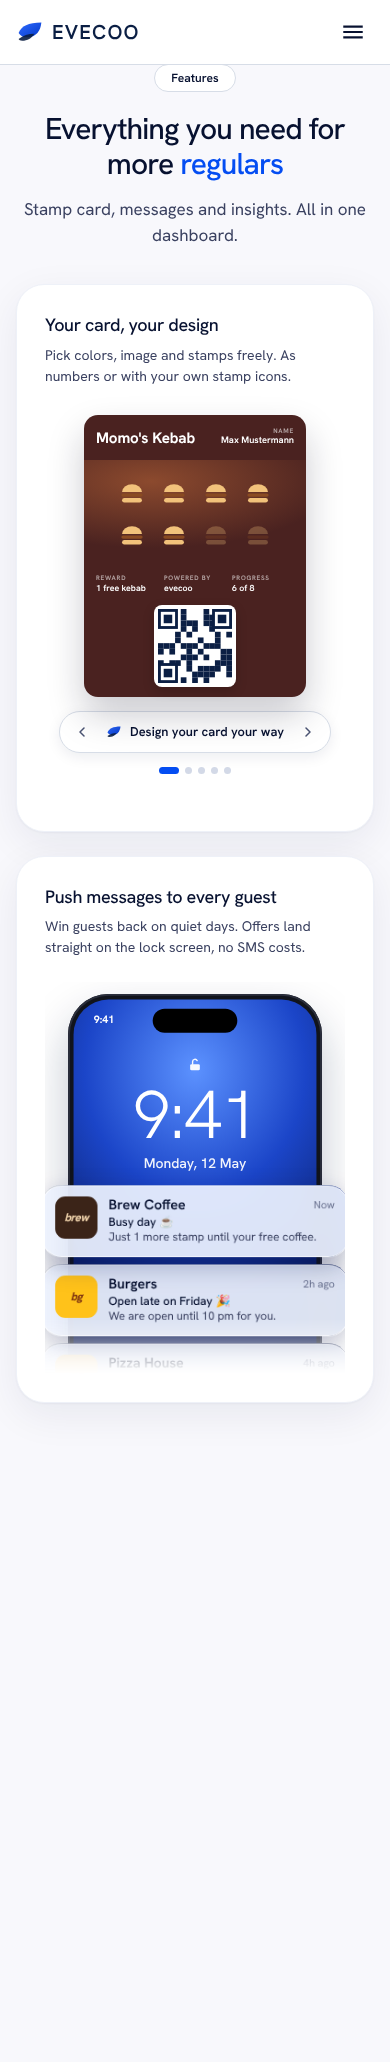 EVECOO
Features
Everything you need for
more regulars
Stamp card, messages and insights. All in one
dashboard.
Your card, your design
Pick colors, image and stamps freely. As
numbers or with your own stamp icons.
Momo's Kebab
NAME
Max Mustermann
REWARD
1 free kebab
POWERED BY
evecoo
PROGRESS
6 of 8
Design your card your way
Push messages to every guest
Win guests back on quiet days. Offers land
straight on the lock screen, no SMS costs.
9:41
9:41
Monday, 12 May
brew
Brew Coffee
Now
Busy day ☕
Just 1 more stamp until your free coffee.
bg
Burgers
2h ago
Open late on Friday 🎉
We are open until 10 pm for you.
Pizza House
4h ago